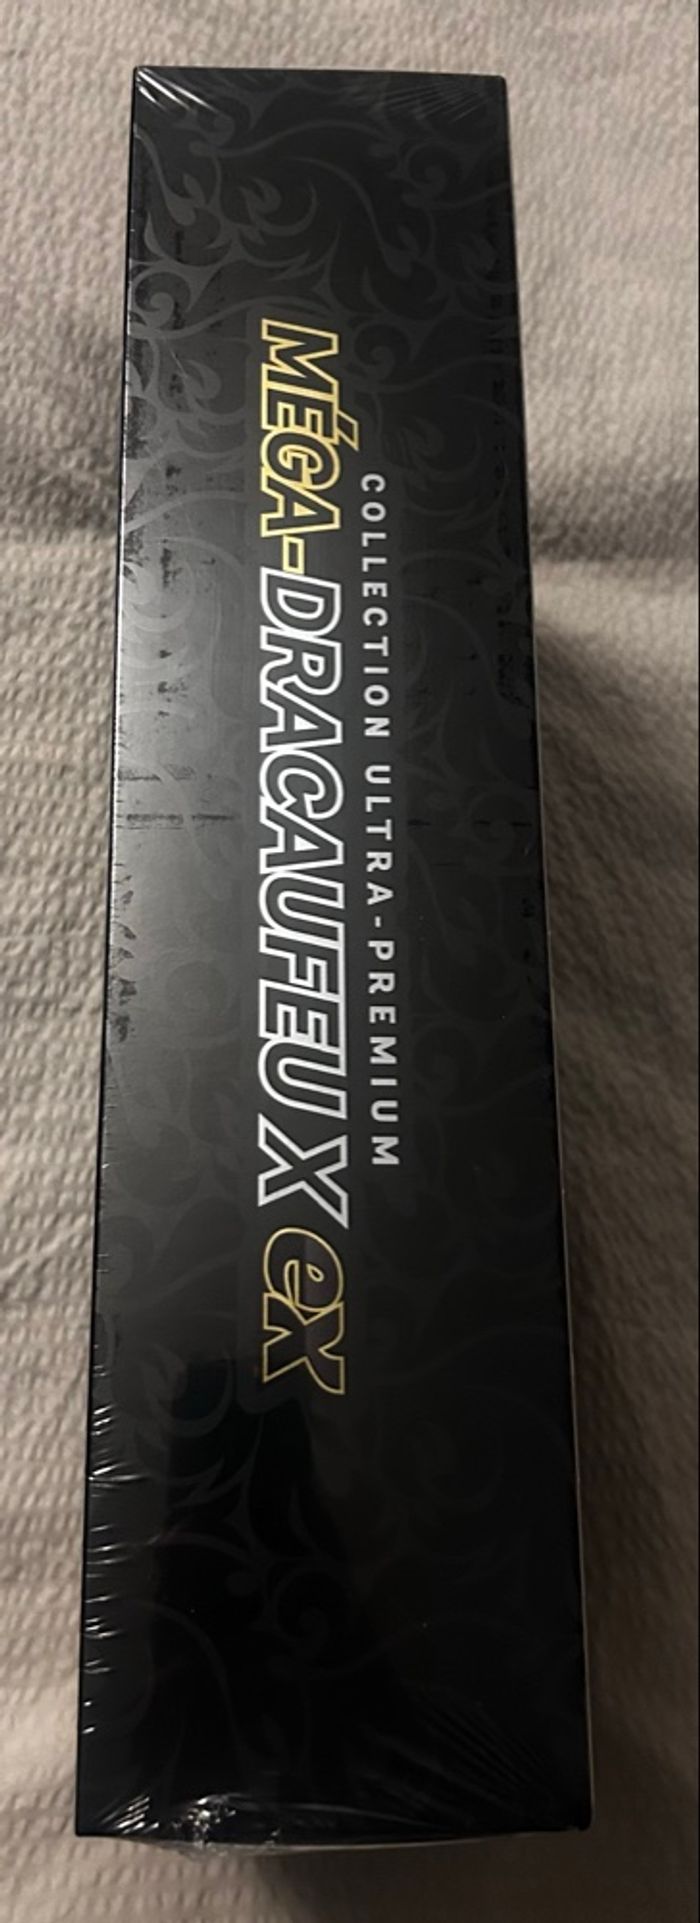 COLLECTION ULTRA-PREMIUM
MÉGA-DRACAUFEU X ex